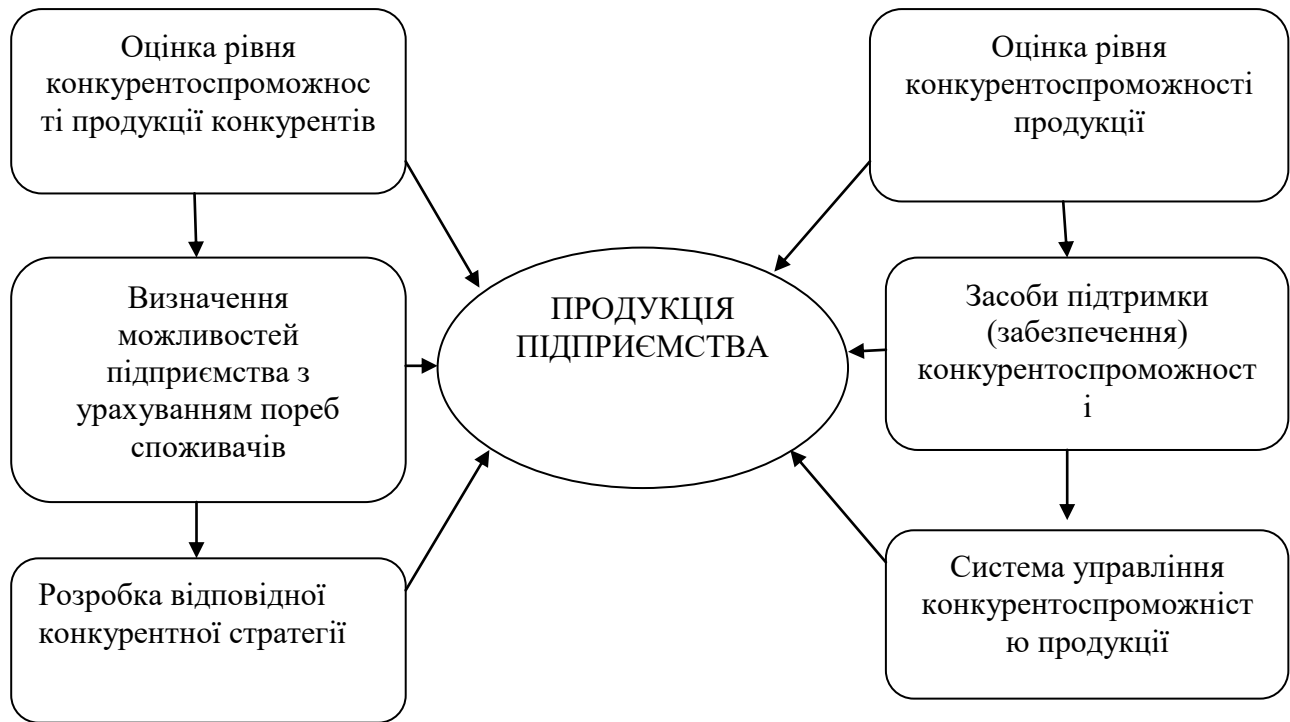 Оцінка рівня
конкурентоспроможнос
ті продукції конкурентів
Визначення
можливостей
підприємства з
урахуванням пореб
споживачів
Розробка відповідної
конкурентної стратегії
ПРОДУКЦІЯ
ПІДПРИЄМСТВА
Оцінка рівня
конкурентоспроможності
продукції
Засоби підтримки
(забезпечення)
конкурентоспроможност
і
Система управління
конкурентоспроможніст
ю продукції